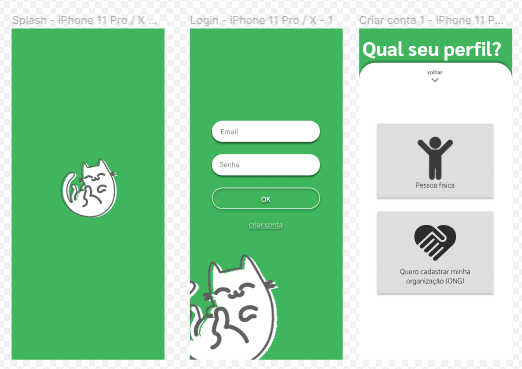 Splash - iPhone 11 Pro / X ...
Login - iPhone 11 Pro / X - 1
Criar conta 1 - iPhone 11 P...
Qual seu perfil?
voltar
Email
Senha
OK
criar conta
Pessoa física
Quero cadastrar minha
organização (ONG)